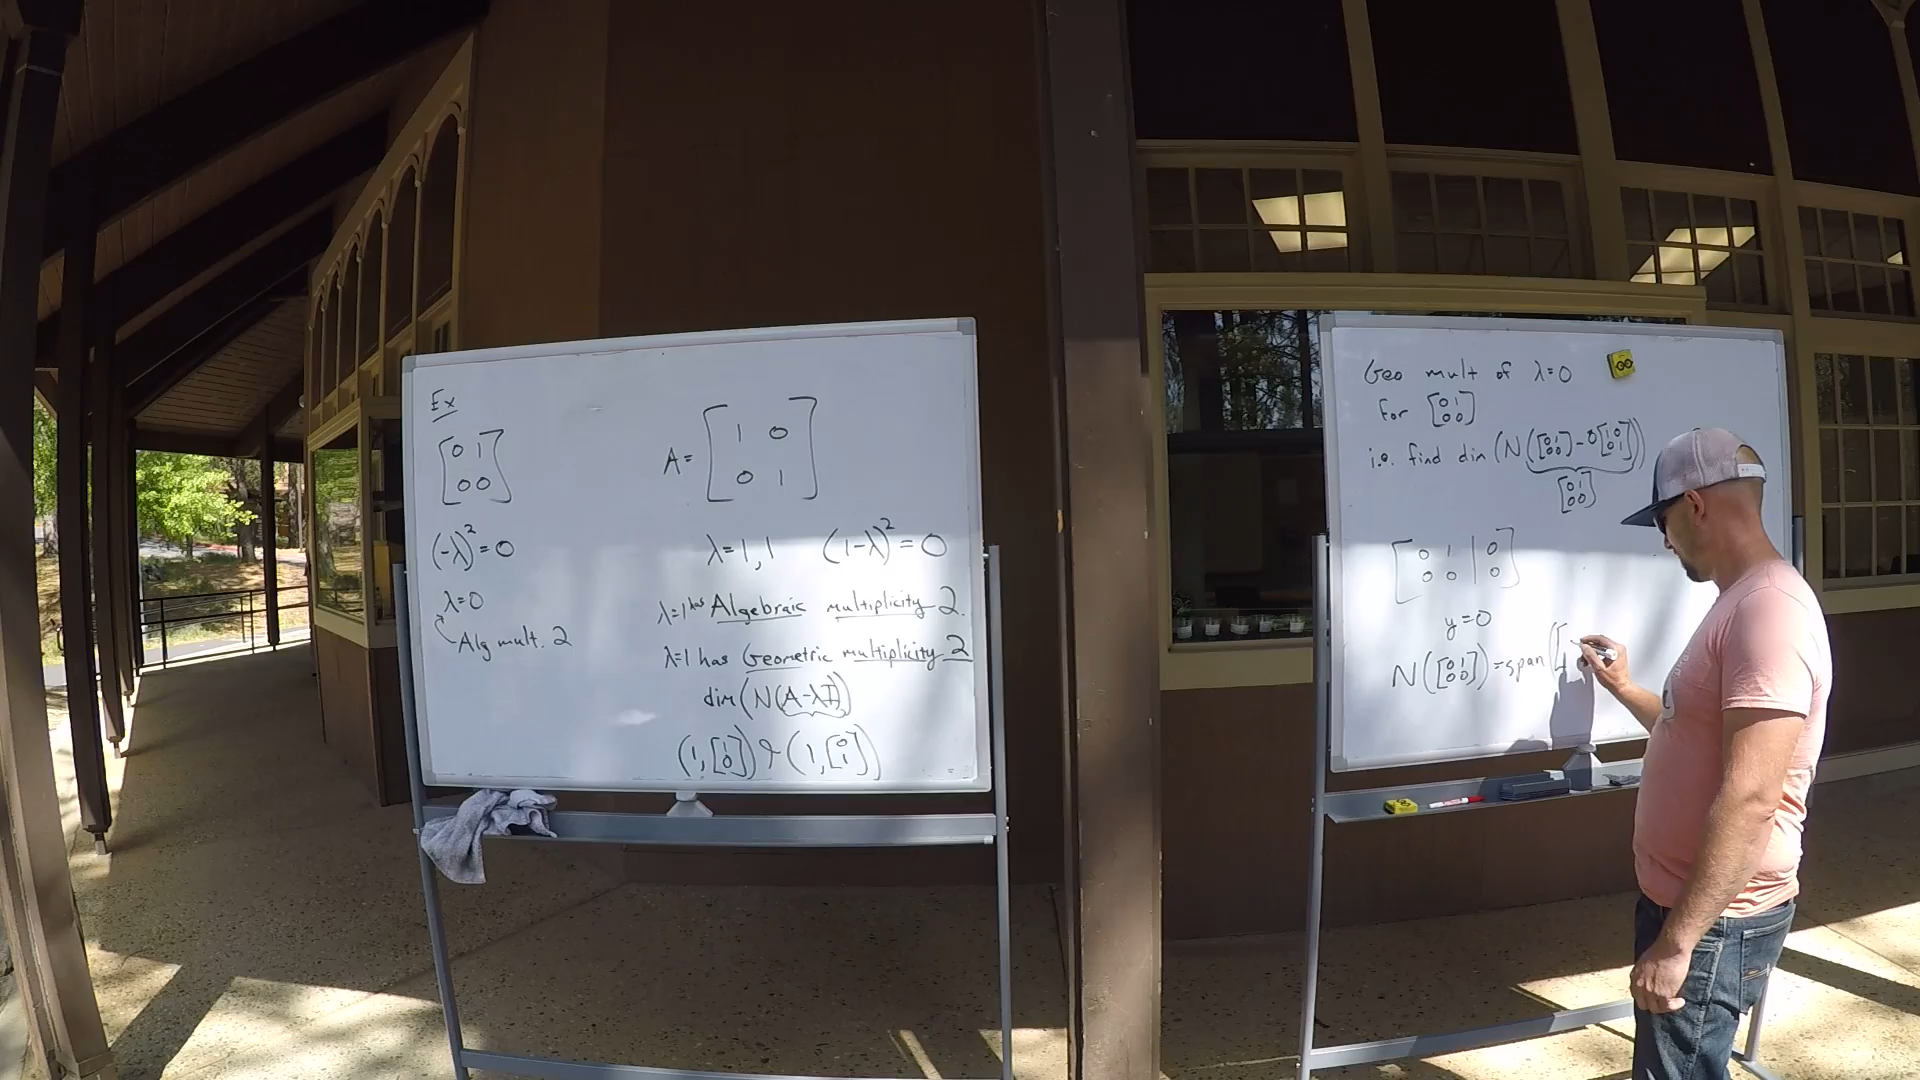 Ex
[0 1
0 0]
(-λ)² = 0
λ=0
Alg mult. 2
A = [1 0
0 1]
λ=1,1 (1-λ)² = 0
λ=1 has Algebraic multiplicity 2.
λ=1 has Geometric multiplicity 2
dim(N(A-λI))
(1,[1 0]) & (1,[0 1])
Geo mult of λ=0
for [0 1
0 0]
i.e. find dim(N([0 1 0 0] - 0[1 0 0 1]))
[0 1
0 0]
[0 1 | 0
0 0 | 0]
y=0
N([0 1 0 0]) = span([